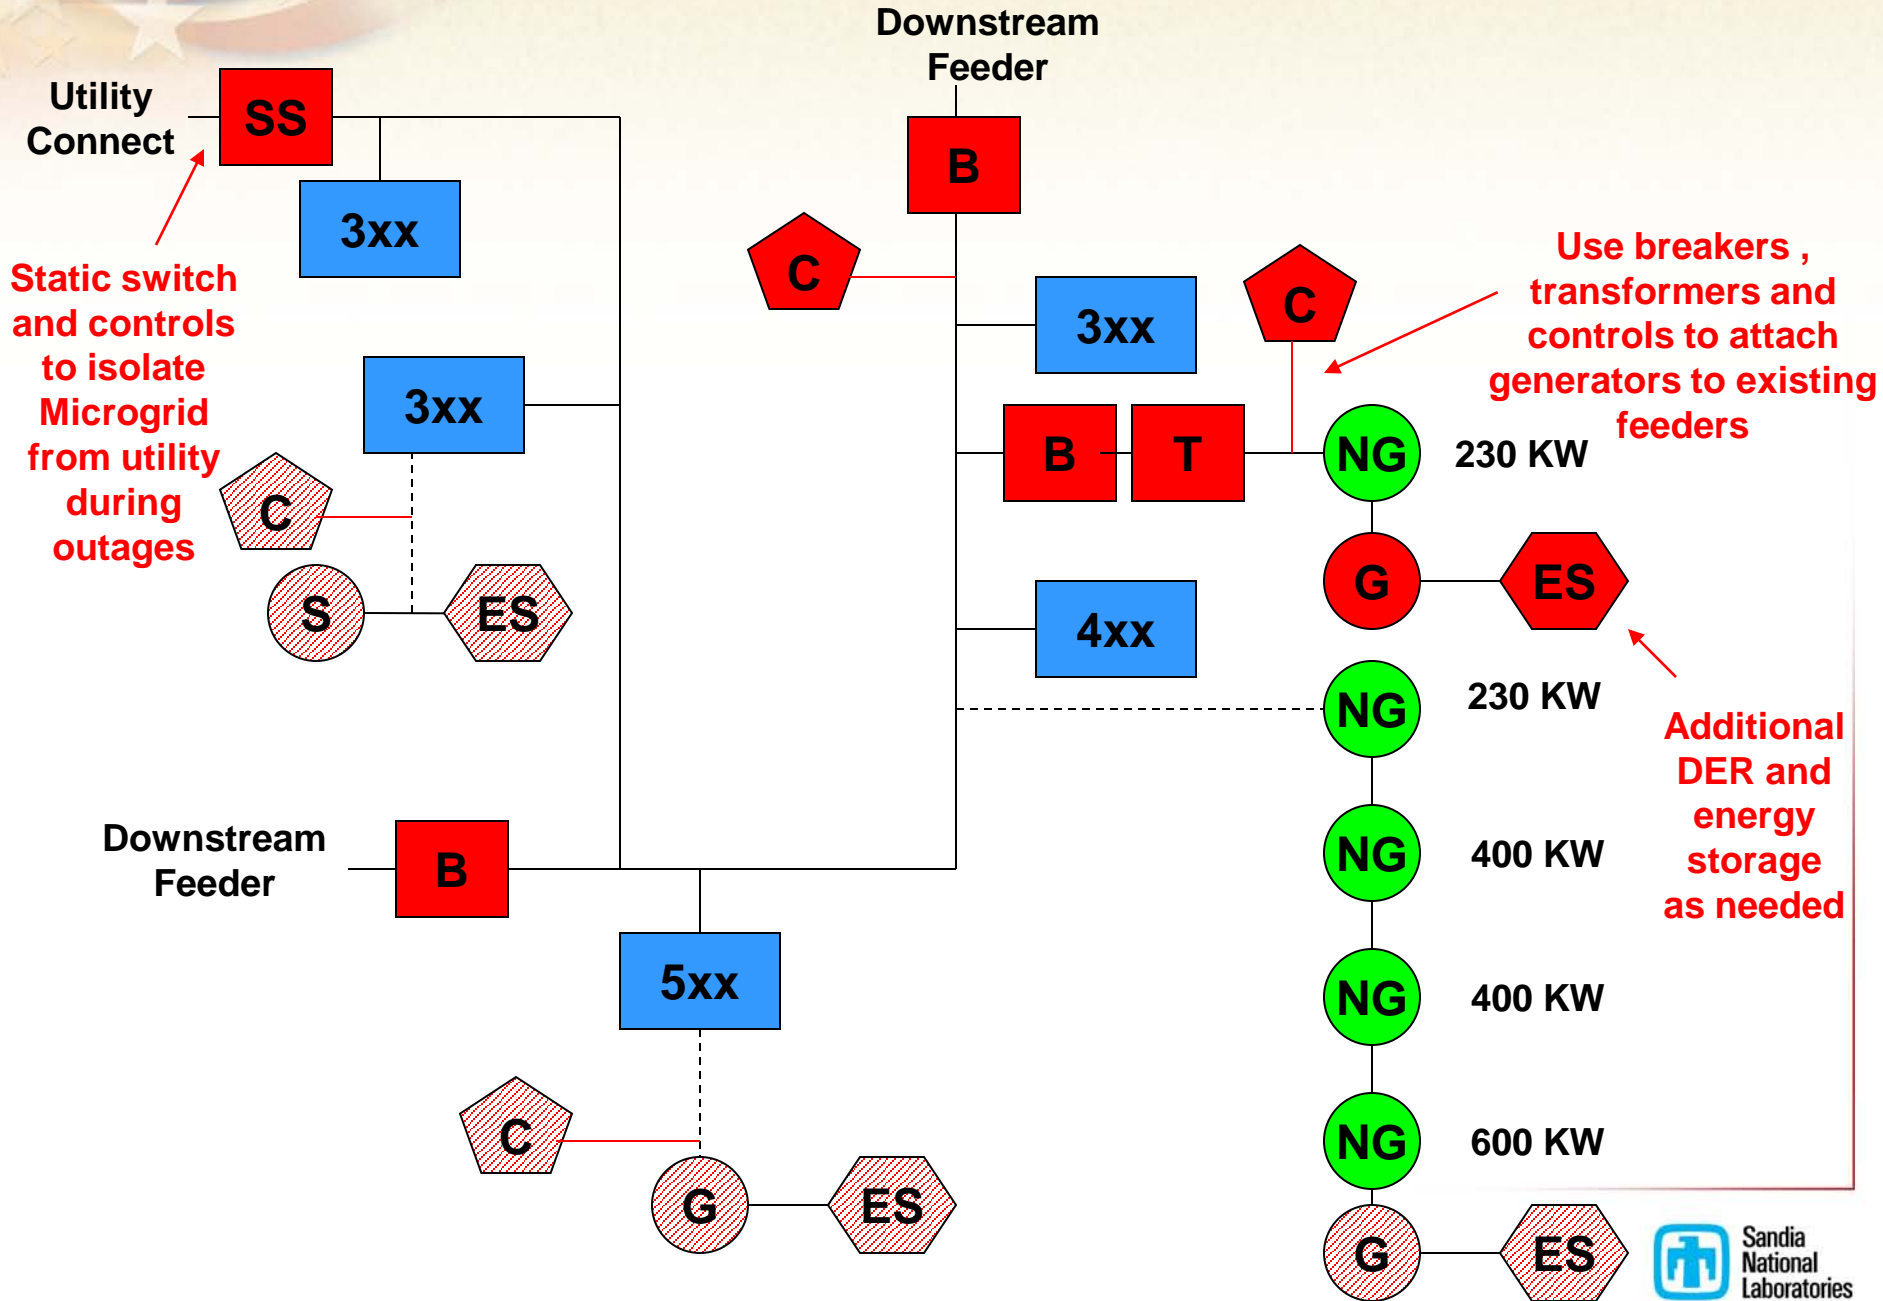 Downstream
Feeder
Utility
Connect
SS
B
3xx
C
Static switch
and controls
to isolate
Microgrid
from utility
during
outages
3xx
C
Use breakers ,
transformers and
controls to attach
generators to existing
feeders
3xx
B
T
NG
230 KW
C
S
ES
G
ES
4xx
NG
230 KW
Additional
DER and
energy
storage
as needed
Downstream
Feeder
B
NG
400 KW
5xx
NG
400 KW
C
NG
600 KW
G
ES
G
ES
Sandia
National
Laboratories